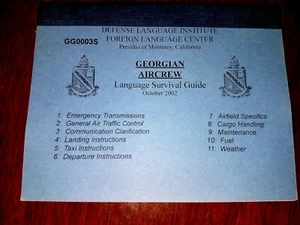 DEFENSE LANGUAGE INSTITUTE
GG0003S FOREIGN LANGUAGE CENTER
Presidio of Monterey, California
GEORGIAN
AIRCREW
Language Survival Guide
October 2002
1. Emergency Transmissions
2. General Air Traffic Control
3. Communication Clarification
4. Landing Instructions
5. Taxi Instructions
6. Departure Instructions
7. Airfield Specifics
8. Cargo Handling
9. Maintenance
10. Fuel
11. Weather